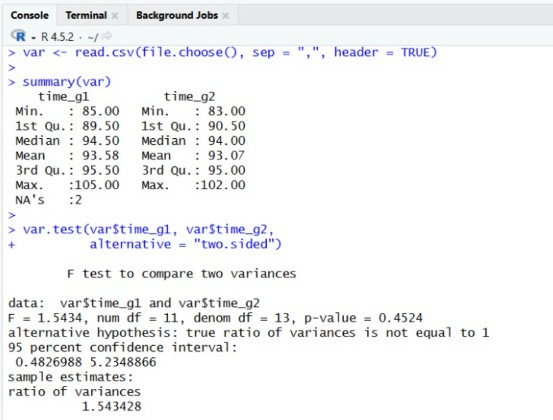 Console Terminal × Background Jobs ×
R • R 4.5.2 · ~/
> var <- read.csv(file.choose(), sep = ",", header = TRUE)
>
> summary(var)
    time_g1          time_g2
 Min.   : 85.00   Min.   : 83.00
 1st Qu.: 89.50   1st Qu.: 90.50
 Median : 94.50   Median : 94.00
 Mean   : 93.58   Mean   : 93.07
 3rd Qu.: 95.50   3rd Qu.: 95.00
 Max.   :105.00   Max.   :102.00
 NA's   :2
>
> var.test(var$time_g1, var$time_g2,
+          alternative = "two.sided")
        F test to compare two variances
data:  var$time_g1 and var$time_g2
F = 1.5434, num df = 11, denom df = 13, p-value = 0.4524
alternative hypothesis: true ratio of variances is not equal to 1
95 percent confidence interval:
 0.4826988 5.2348866
sample estimates:
ratio of variances
          1.543428